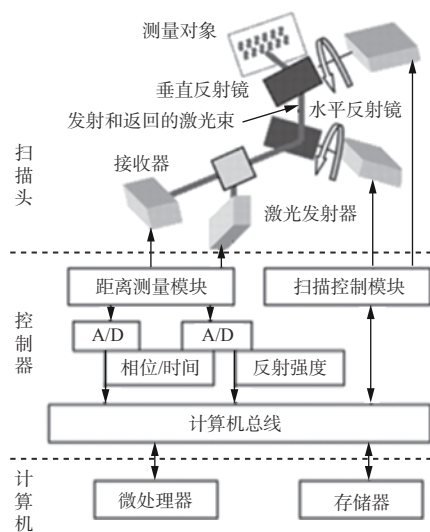 测量对象
垂直反射镜
水平反射镜
发射和返回的激光束
接收器
激光发射器
扫描头
距离测量模块
扫描控制模块
A/D
A/D
相位/时间
反射强度
控制器
计算机总线
计算机
微处理器
存储器